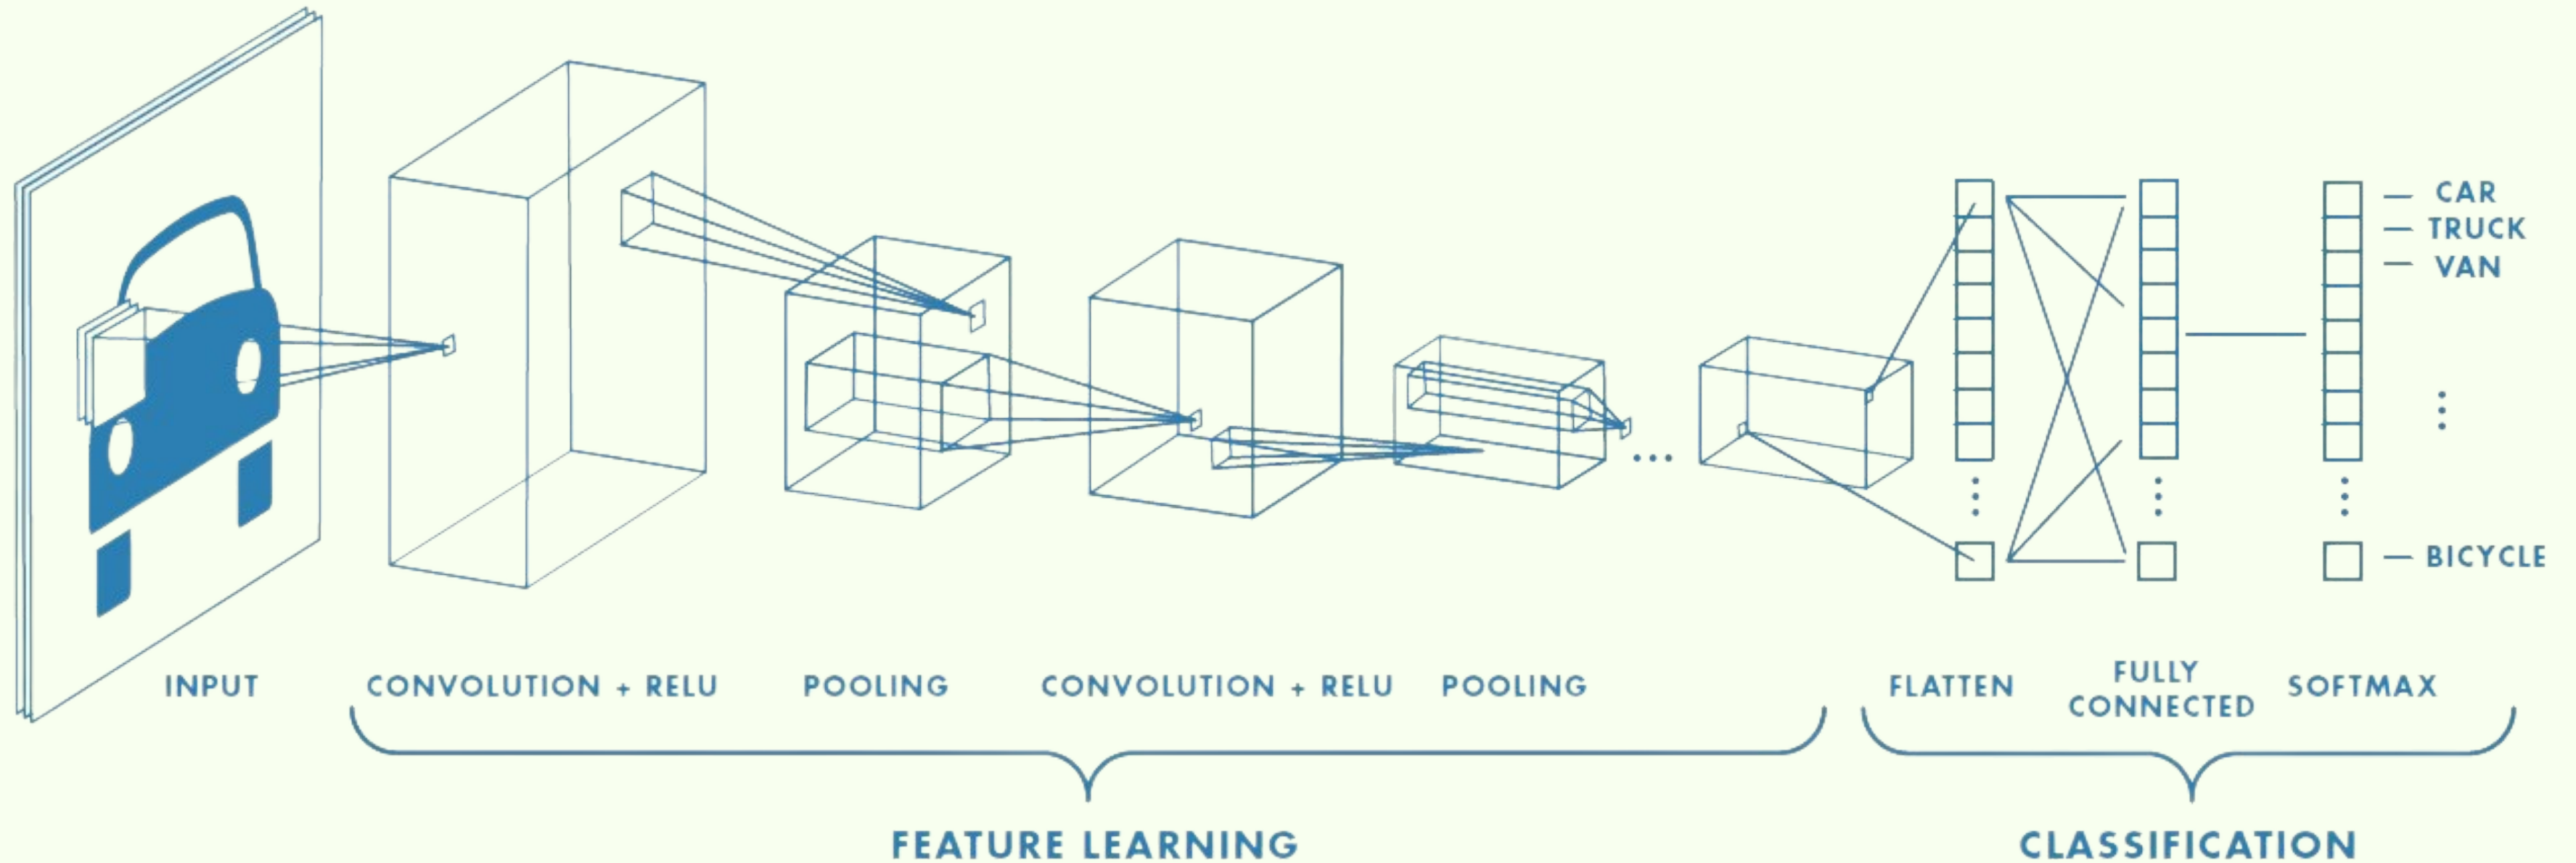 CAR
TRUCK
VAN
BICYCLE
INPUT
CONVOLUTION + RELU
POOLING
CONVOLUTION + RELU
POOLING
FLATTEN
FULLY
CONNECTED
SOFTMAX
FEATURE LEARNING
CLASSIFICATION